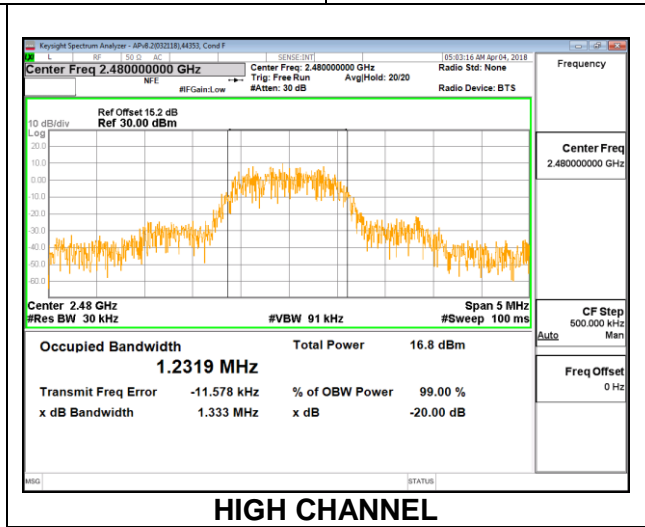 Keysight Spectrum Analyzer - APv8.2(032118),44353, Cond F
L RF 50 Ω AC SENSE:INT 05:03:16 AM Apr 04, 2018
Center Freq 2.480000000 GHz Center Freq: 2.480000000 GHz Radio Std: None
NFE Trig: Free Run Avg|Hold: 20/20
#IFGain:Low #Atten: 30 dB Radio Device: BTS
Frequency
Ref Offset 15.2 dB
10 dB/div Ref 30.00 dBm
Log
20.0
10.0
0.00
-10.0
-20.0
-30.0
-40.0
-50.0
-60.0
Center 2.48 GHz Span 5 MHz
#Res BW 30 kHz #VBW 91 kHz #Sweep 100 ms
Center Freq
2.480000000 GHz
CF Step
500.000 kHz
Auto Man
Freq Offset
0 Hz
Occupied Bandwidth Total Power 16.8 dBm
1.2319 MHz
Transmit Freq Error -11.578 kHz % of OBW Power 99.00 %
x dB Bandwidth 1.333 MHz x dB -20.00 dB
MSG STATUS
HIGH CHANNEL